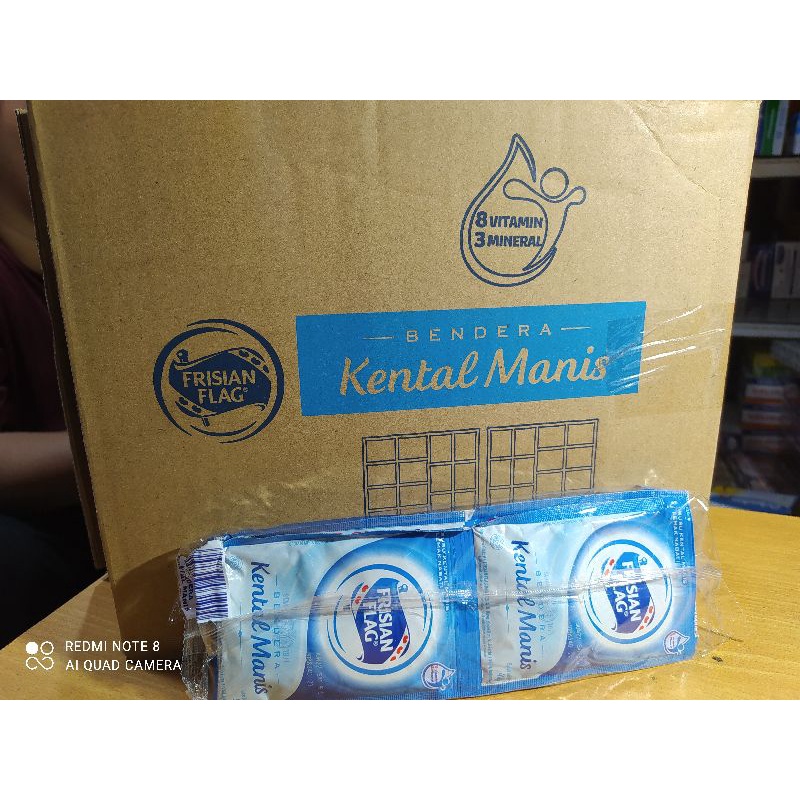 8 VITAMIN
3 MINERAL
BENDERA
Kental Manis
FRISIAN
FLAG®
BENDERA
Kental Manis
FRISIAN
FLAG
BENDERA
Kental Manis
FRISIAN
FLAG
REDMI NOTE 8
AI QUAD CAMERA